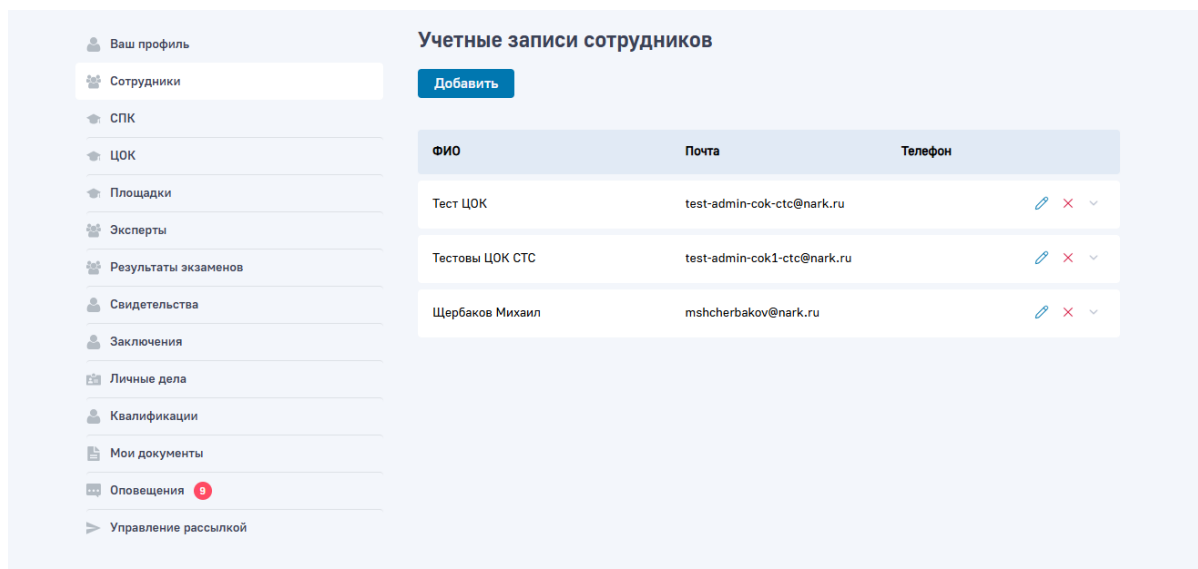 Ваш профиль
Сотрудники
СПК
ЦОК
Площадки
Эксперты
Результаты экзаменов
Свидетельства
Заключения
Личные дела
Квалификации
Мои документы
Оповещения 9
Управление рассылкой
Учетные записи сотрудников
Добавить
ФИО Почта Телефон
Тест ЦОК test-admin-cok-ctc@nark.ru
Тестовы ЦОК СТС test-admin-cok1-ctc@nark.ru
Щербаков Михаил mshcherbakov@nark.ru